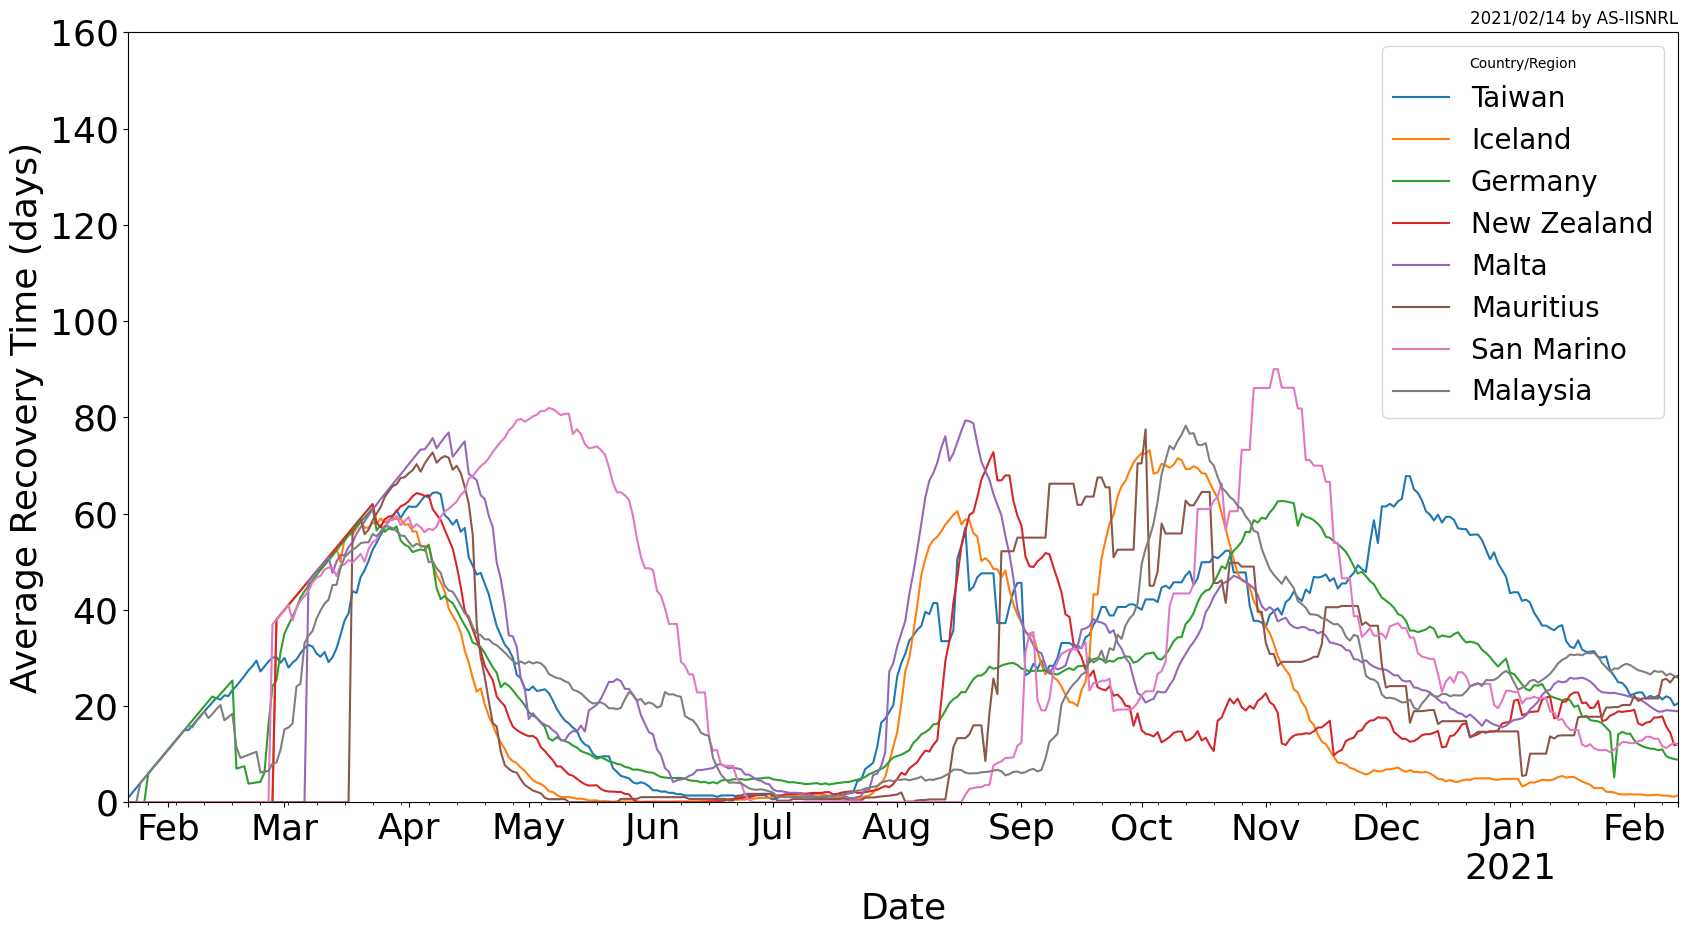 2021/02/14 by AS-IISNRL
Country/Region
Taiwan
Iceland
Germany
New Zealand
Malta
Mauritius
San Marino
Malaysia
Average Recovery Time (days)
160
140
120
100
80
60
40
20
0
Feb Mar Apr May Jun Jul Aug Sep Oct Nov Dec Jan Feb
2021
Date